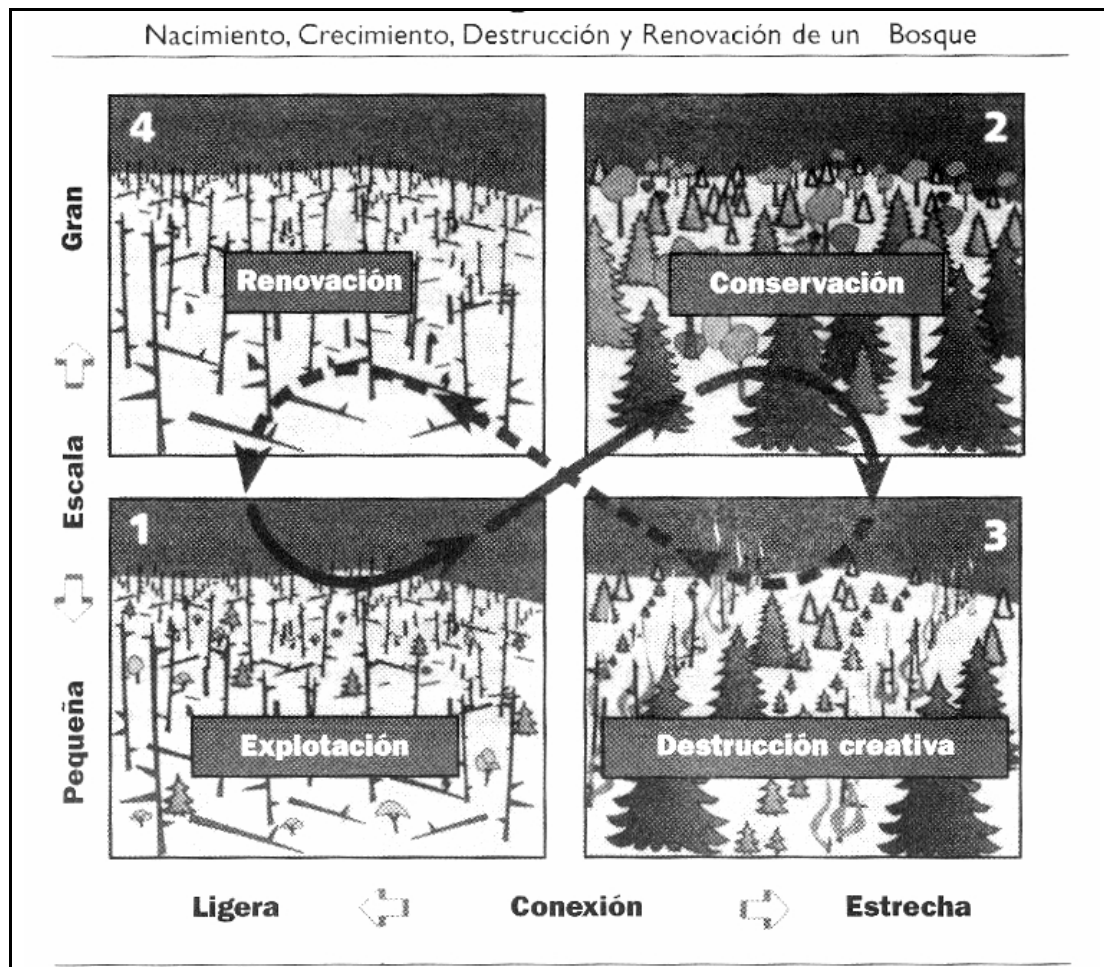 Nacimiento, Crecimiento, Destrucción y Renovación de un Bosque
4
Renovación
2
Conservación
1
Explotación
3
Destrucción creativa
Gran
Escala
Pequeña
Ligera
Conexión
Estrecha